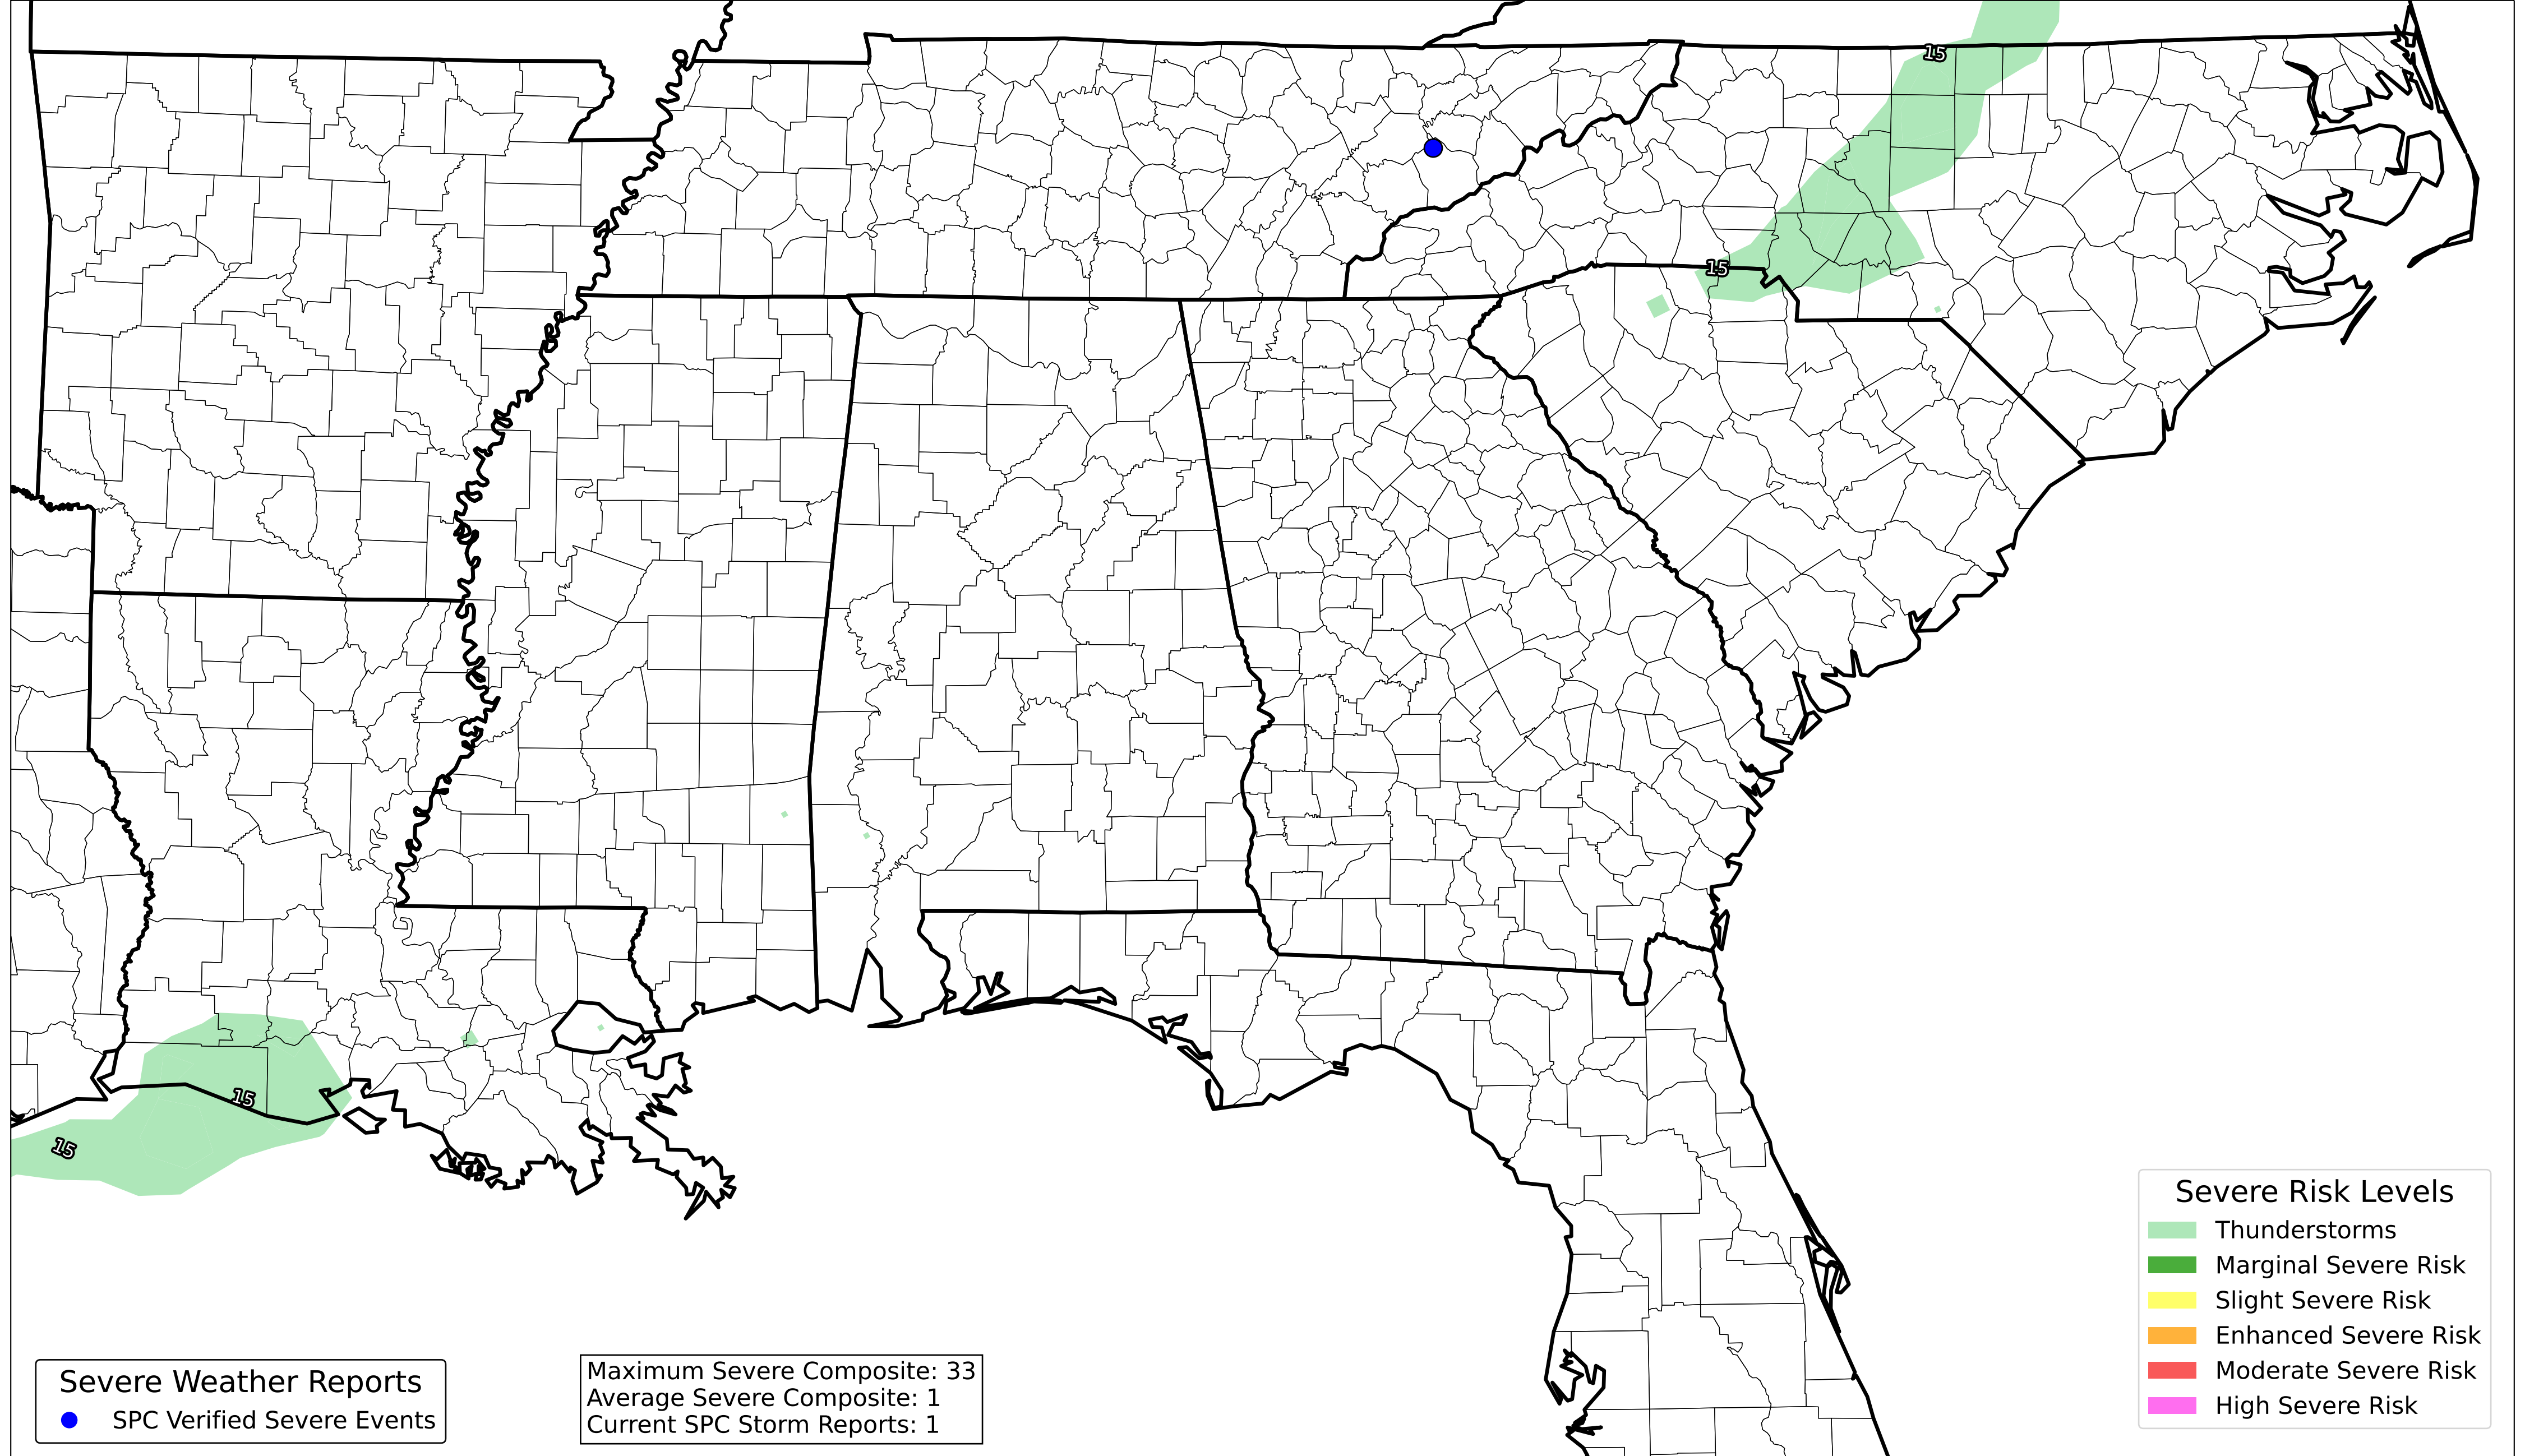 15
15
15
15
Severe Risk Levels
Thunderstorms
Marginal Severe Risk
Slight Severe Risk
Enhanced Severe Risk
Moderate Severe Risk
High Severe Risk
Severe Weather Reports
SPC Verified Severe Events
Maximum Severe Composite: 33
Average Severe Composite: 1
Current SPC Storm Reports: 1